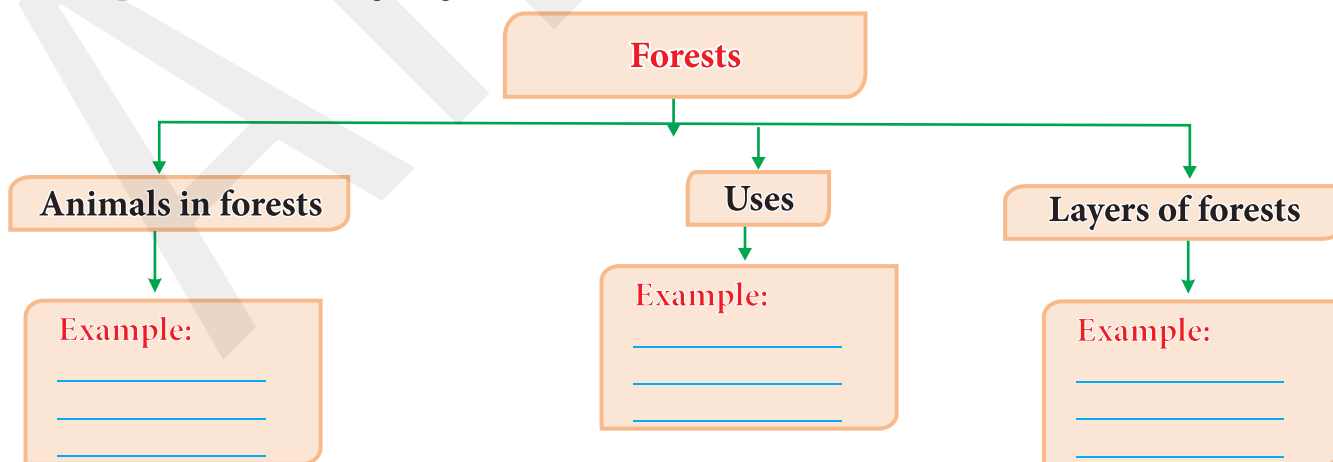 Forests
Animals in forests
Uses
Layers of forests
Example:
Example:
Example: